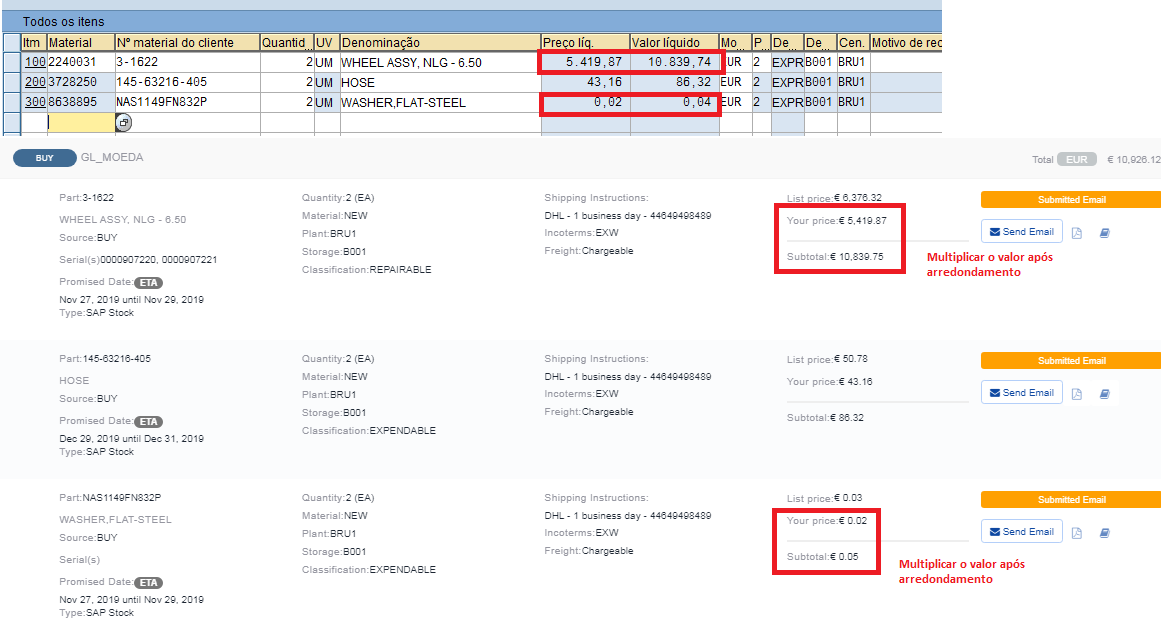 Todos os itens
Itm Material Nº material do cliente Quantid.. UV Denominação Preço líq. Valor líquido Mo... P.. De... De... Cen. Motivo de rec
100 2240031 3-1622 2 UM WHEEL ASSY, NLG - 6.50 5.419,87 10.839,74 EUR 2 EXPR B001 BRU1
200 3728250 145-63216-405 2 UM HOSE 43,16 86,32 EUR 2 EXPR B001 BRU1
300 8638895 NAS1149FN832P 2 UM WASHER,FLAT-STEEL 0,02 0,04 EUR 2 EXPR B001 BRU1
BUY GL_MOEDA Total EUR € 10,926.12
Part:3-1622
WHEEL ASSY, NLG - 6.50
Source:BUY
Serial(s)0000907220, 0000907221
Promised Date: ETA
Nov 27, 2019 until Nov 29, 2019
Type:SAP Stock
Quantity:2 (EA)
Material:NEW
Plant:BRU1
Storage:B001
Classification:REPAIRABLE
Shipping Instructions:
DHL - 1 business day - 44649498489
Incoterms:EXW
Freight:Chargeable
List price:€ 6,376.32
Your price:€ 5,419.87
Subtotal:€ 10,839.75
Submitted Email
Send Email
Multiplicar o valor após
arredondamento
Part:145-63216-405
HOSE
Source:BUY
Promised Date: ETA
Dec 29, 2019 until Dec 31, 2019
Type:SAP Stock
Quantity:2 (EA)
Material:NEW
Plant:BRU1
Storage:B001
Classification:EXPENDABLE
Shipping Instructions:
DHL - 1 business day - 44649498489
Incoterms:EXW
Freight:Chargeable
List price:€ 50.78
Your price:€ 43.16
Subtotal:€ 86.32
Submitted Email
Send Email
Part:NAS1149FN832P
WASHER,FLAT-STEEL
Source:BUY
Serial(s)
Promised Date: ETA
Nov 27, 2019 until Nov 29, 2019
Type:SAP Stock
Quantity:2 (EA)
Material:NEW
Plant:BRU1
Storage:B001
Classification:EXPENDABLE
Shipping Instructions:
DHL - 1 business day - 44649498489
Incoterms:EXW
Freight:Chargeable
List price:€ 0.03
Your price:€ 0.02
Subtotal:€ 0.05
Submitted Email
Send Email
Multiplicar o valor após
arredondamento